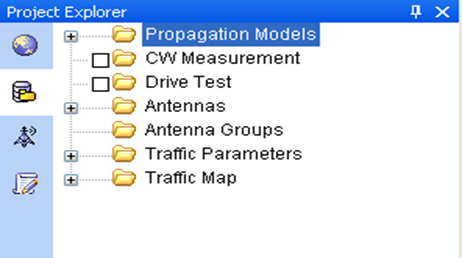 Project Explorer
Propagation Models
CW Measurement
Drive Test
Antennas
Antenna Groups
Traffic Parameters
Traffic Map